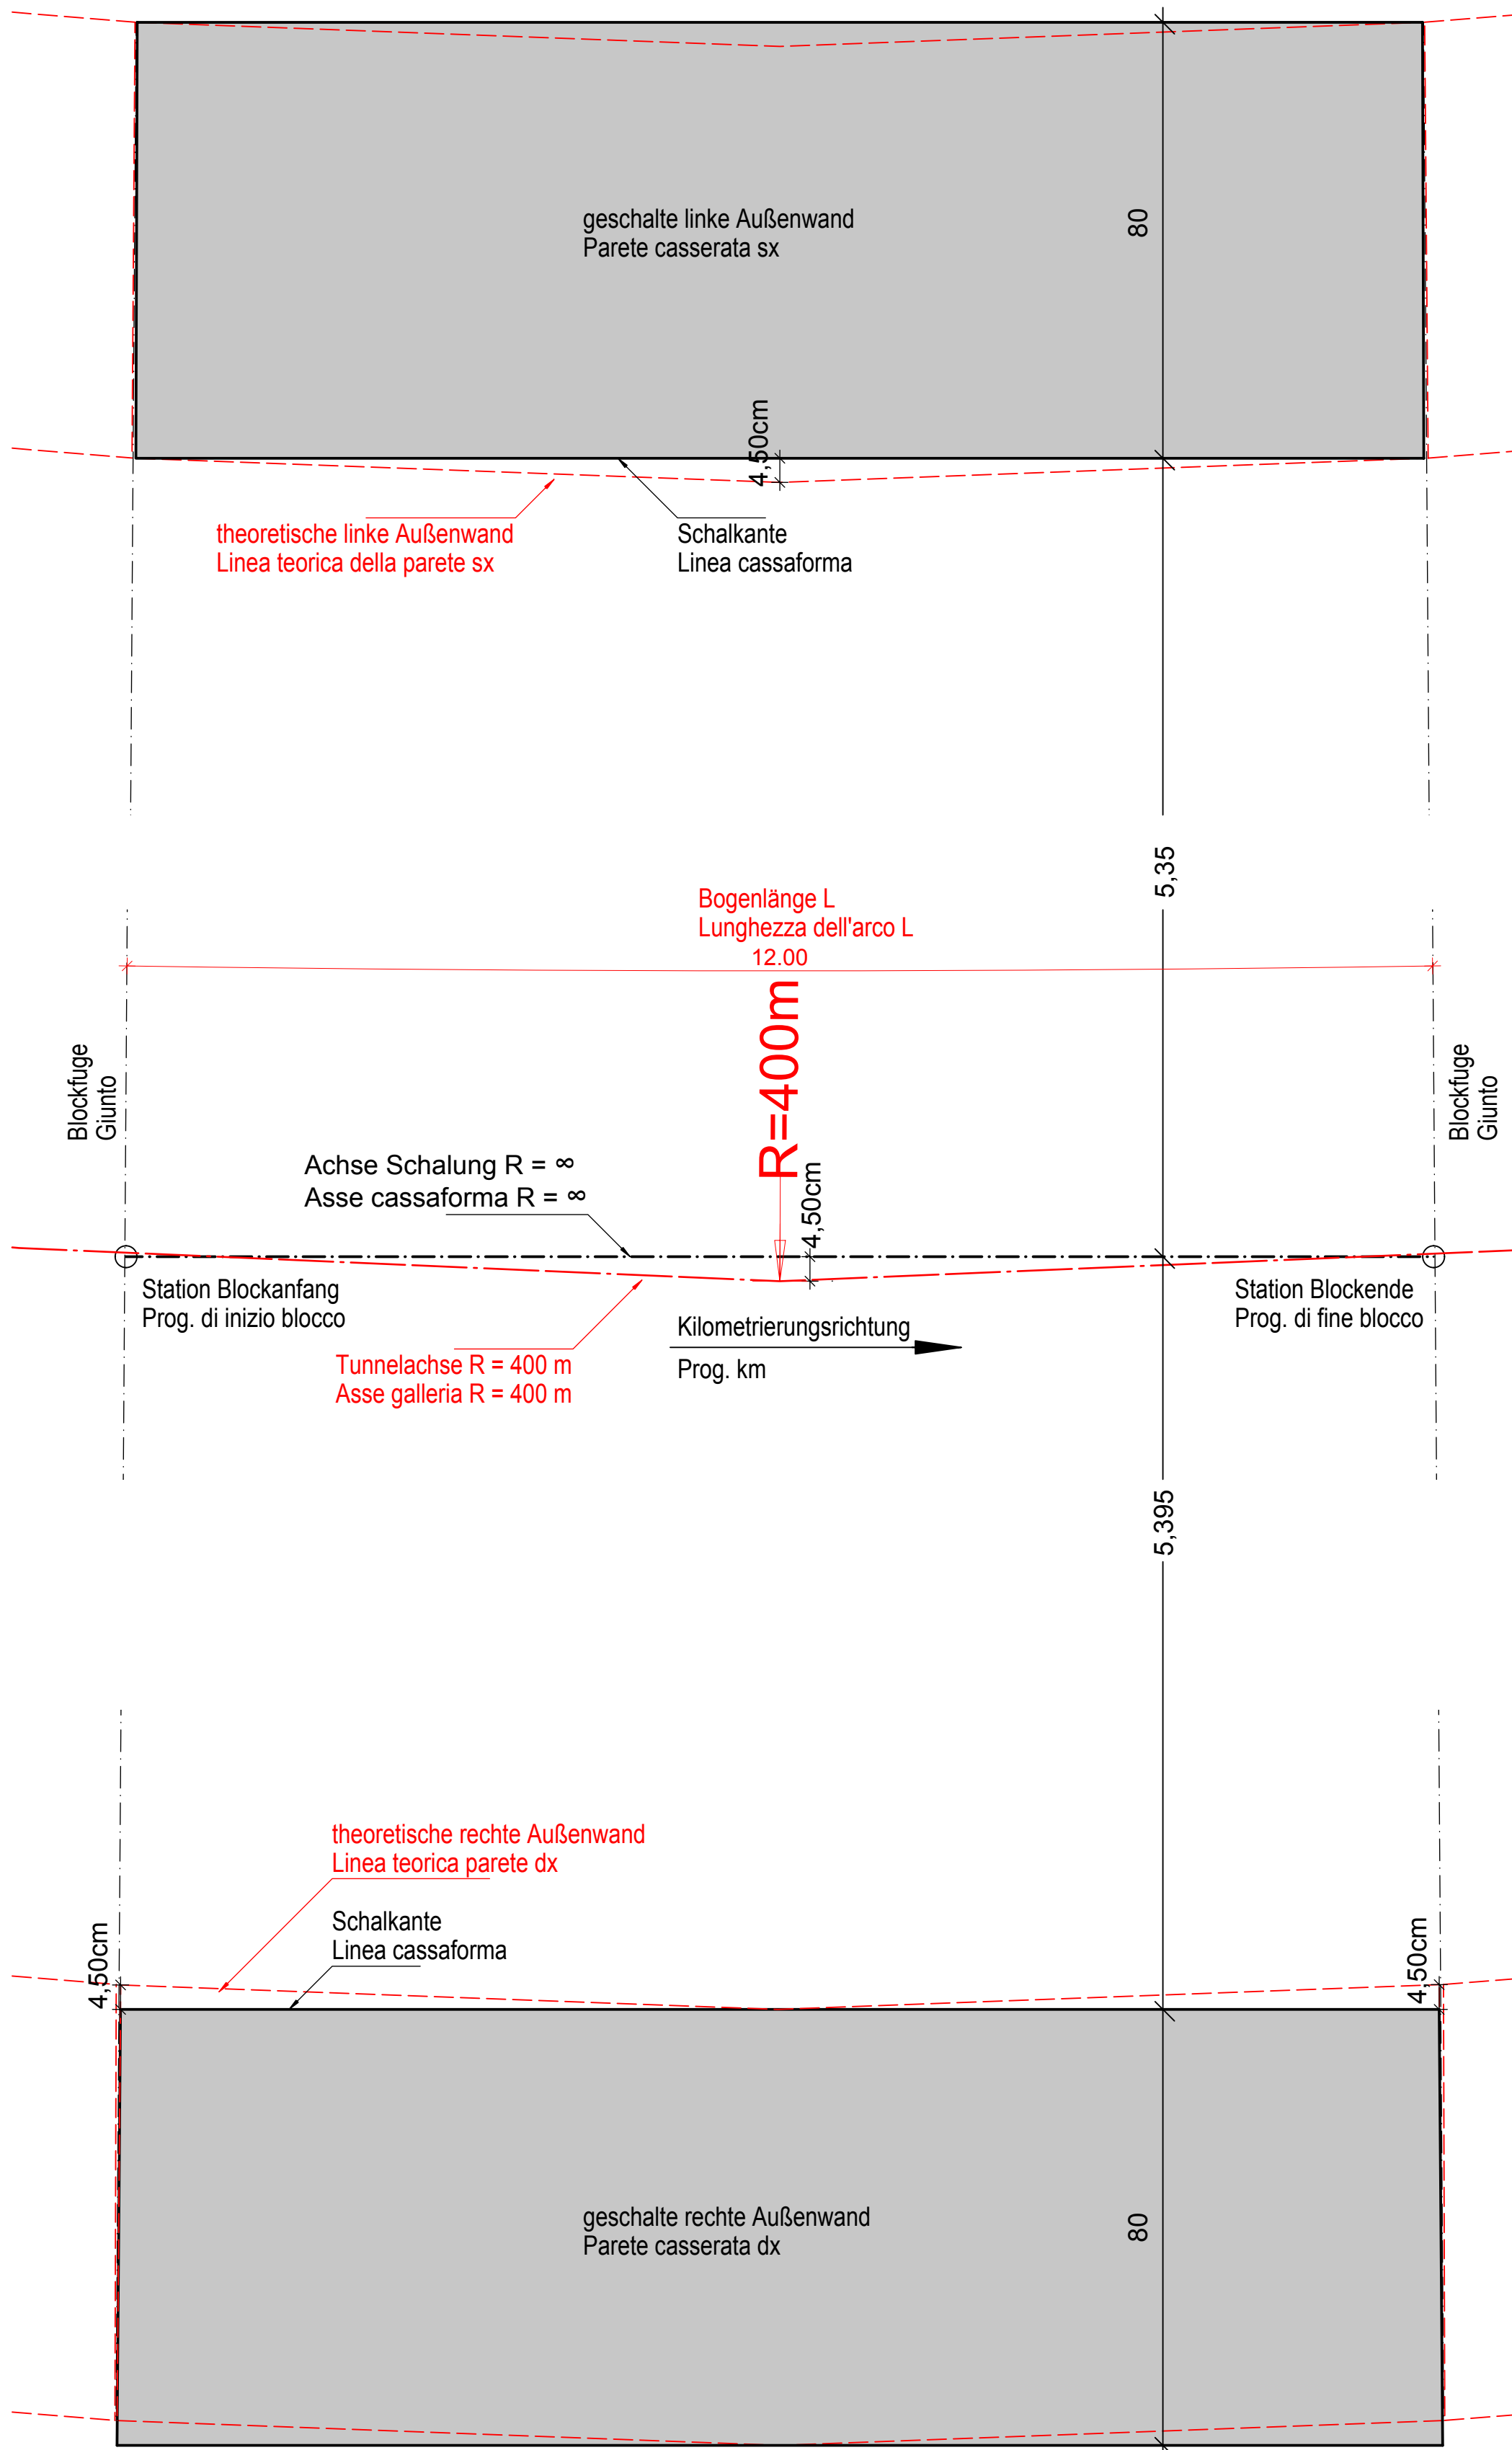 geschalte linke Außenwand
Parete casserata sx
80
4,50cm
theoretische linke Außenwand
Linea teorica della parete sx
Schalkante
Linea cassaforma
5,35
Bogenlänge L
Lunghezza dell'arco L
12.00
R=400m
Blockfuge
Giunto
Blockfuge
Giunto
Achse Schalung R = ∞
Asse cassaforma R = ∞
4,50cm
Station Blockanfang
Prog. di inizio blocco
Station Blockende
Prog. di fine blocco
Kilometrierungsrichtung
Prog. km
Tunnelachse R = 400 m
Asse galleria R = 400 m
5,395
theoretische rechte Außenwand
Linea teorica parete dx
Schalkante
Linea cassaforma
4,50cm
4,50cm
geschalte rechte Außenwand
Parete casserata dx
80